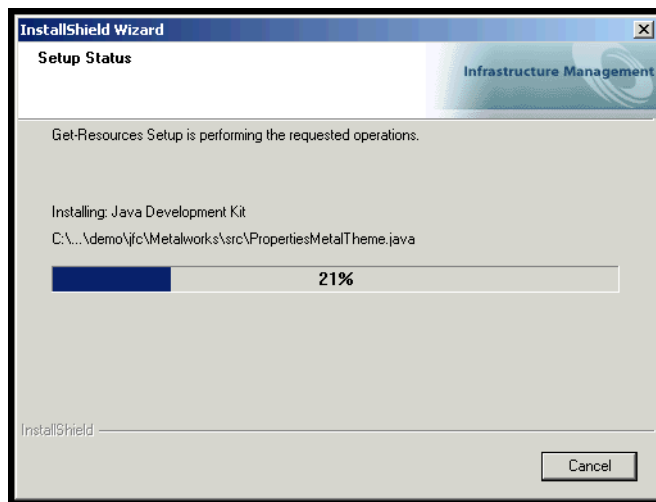 InstallShield Wizard
Setup Status
Infrastructure Management
Get-Resources Setup is performing the requested operations.
Installing: Java Development Kit
C:\...\demo\jfc\Metalworks\src\PropertiesMetalTheme.java
21%
InstallShield
Cancel